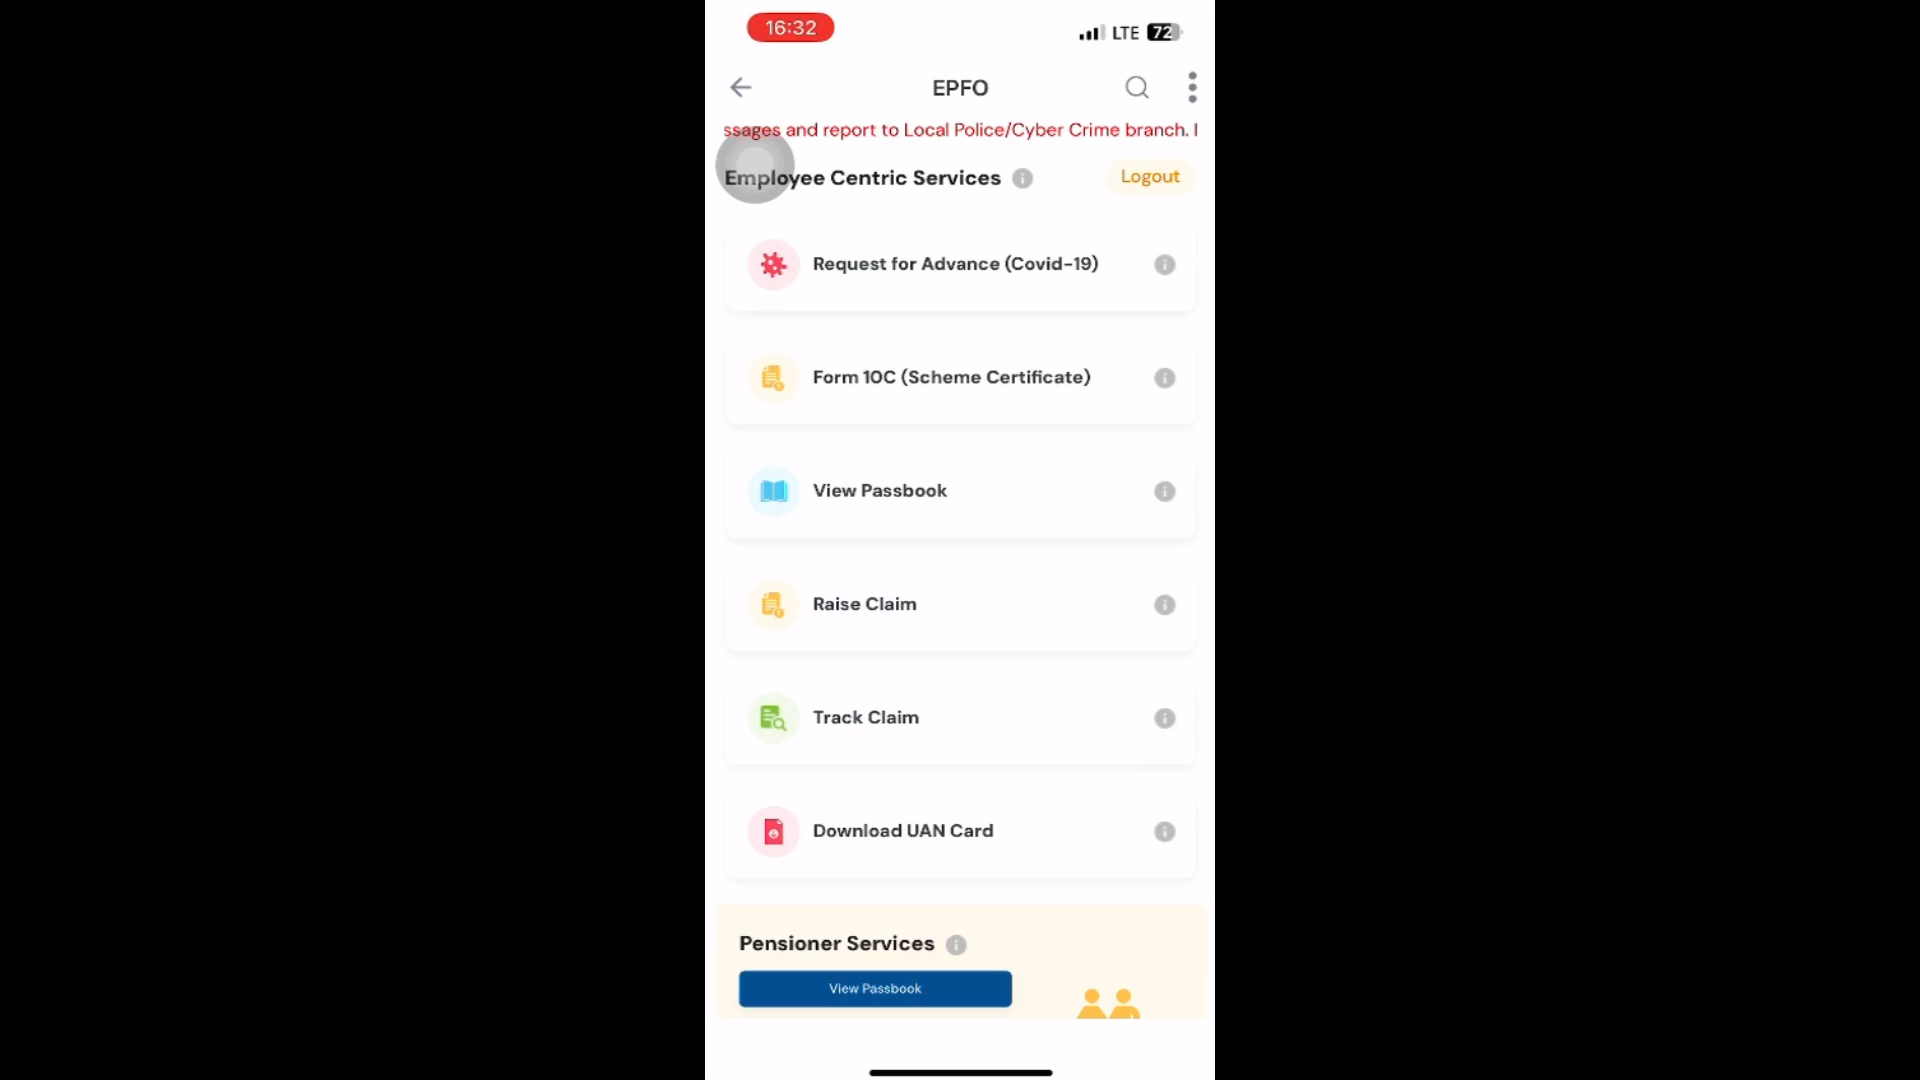 16:32
LTE 72
EPFO
ssages and report to Local Police/Cyber Crime branch.
Employee Centric Services
Logout
Request for Advance (Covid-19)
Form 10C (Scheme Certificate)
View Passbook
Raise Claim
Track Claim
Download UAN Card
Pensioner Services
View Passbook